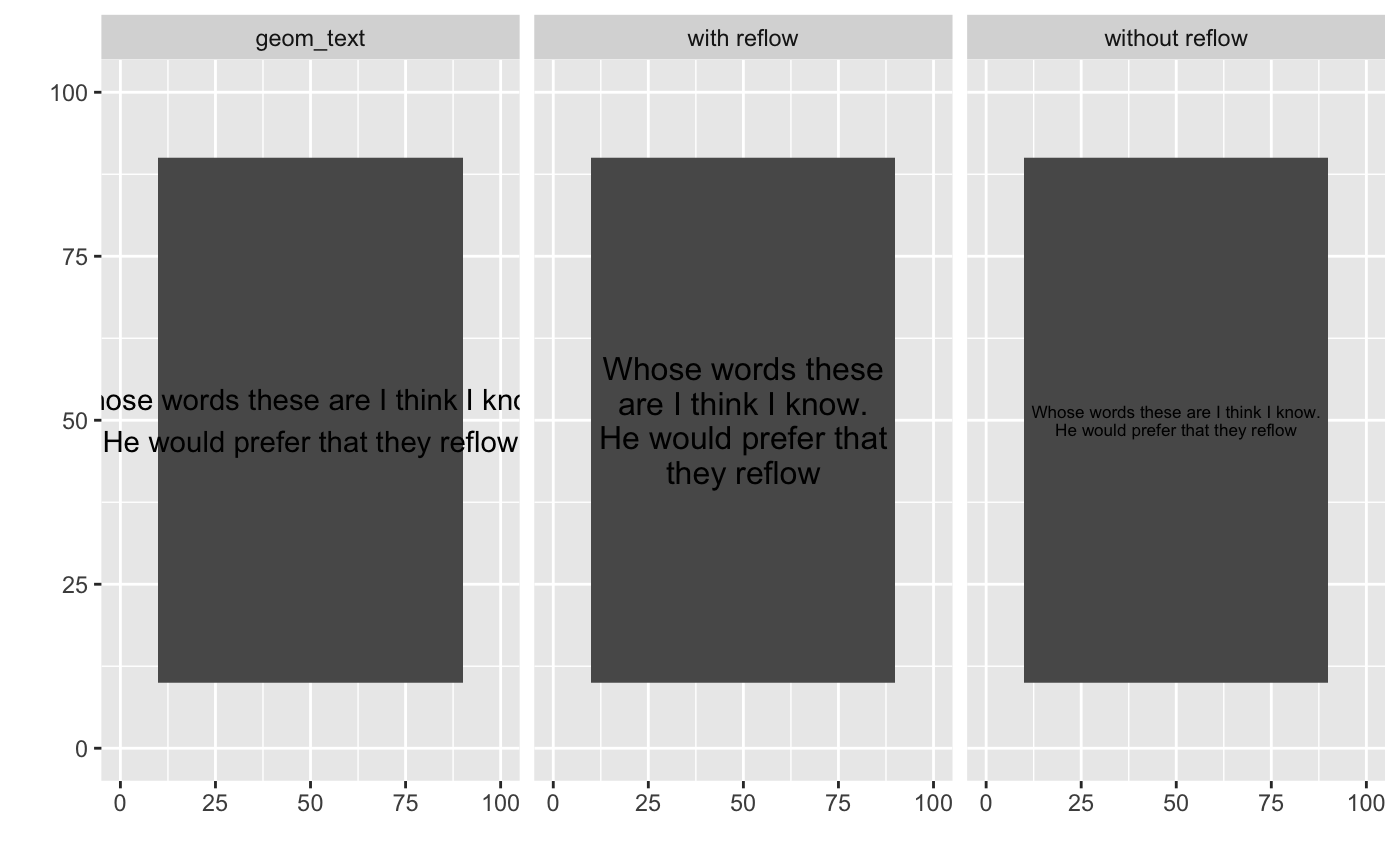 geom_text
with reflow
without reflow
100
75
50
25
0
words these are I think I
He would prefer that they reflow
Whose words these
are I think I know.
He would prefer that
they reflow
Whose words these are I think I know.
He would prefer that they reflow
0 25 50 75 100
0 25 50 75 100
0 25 50 75 100